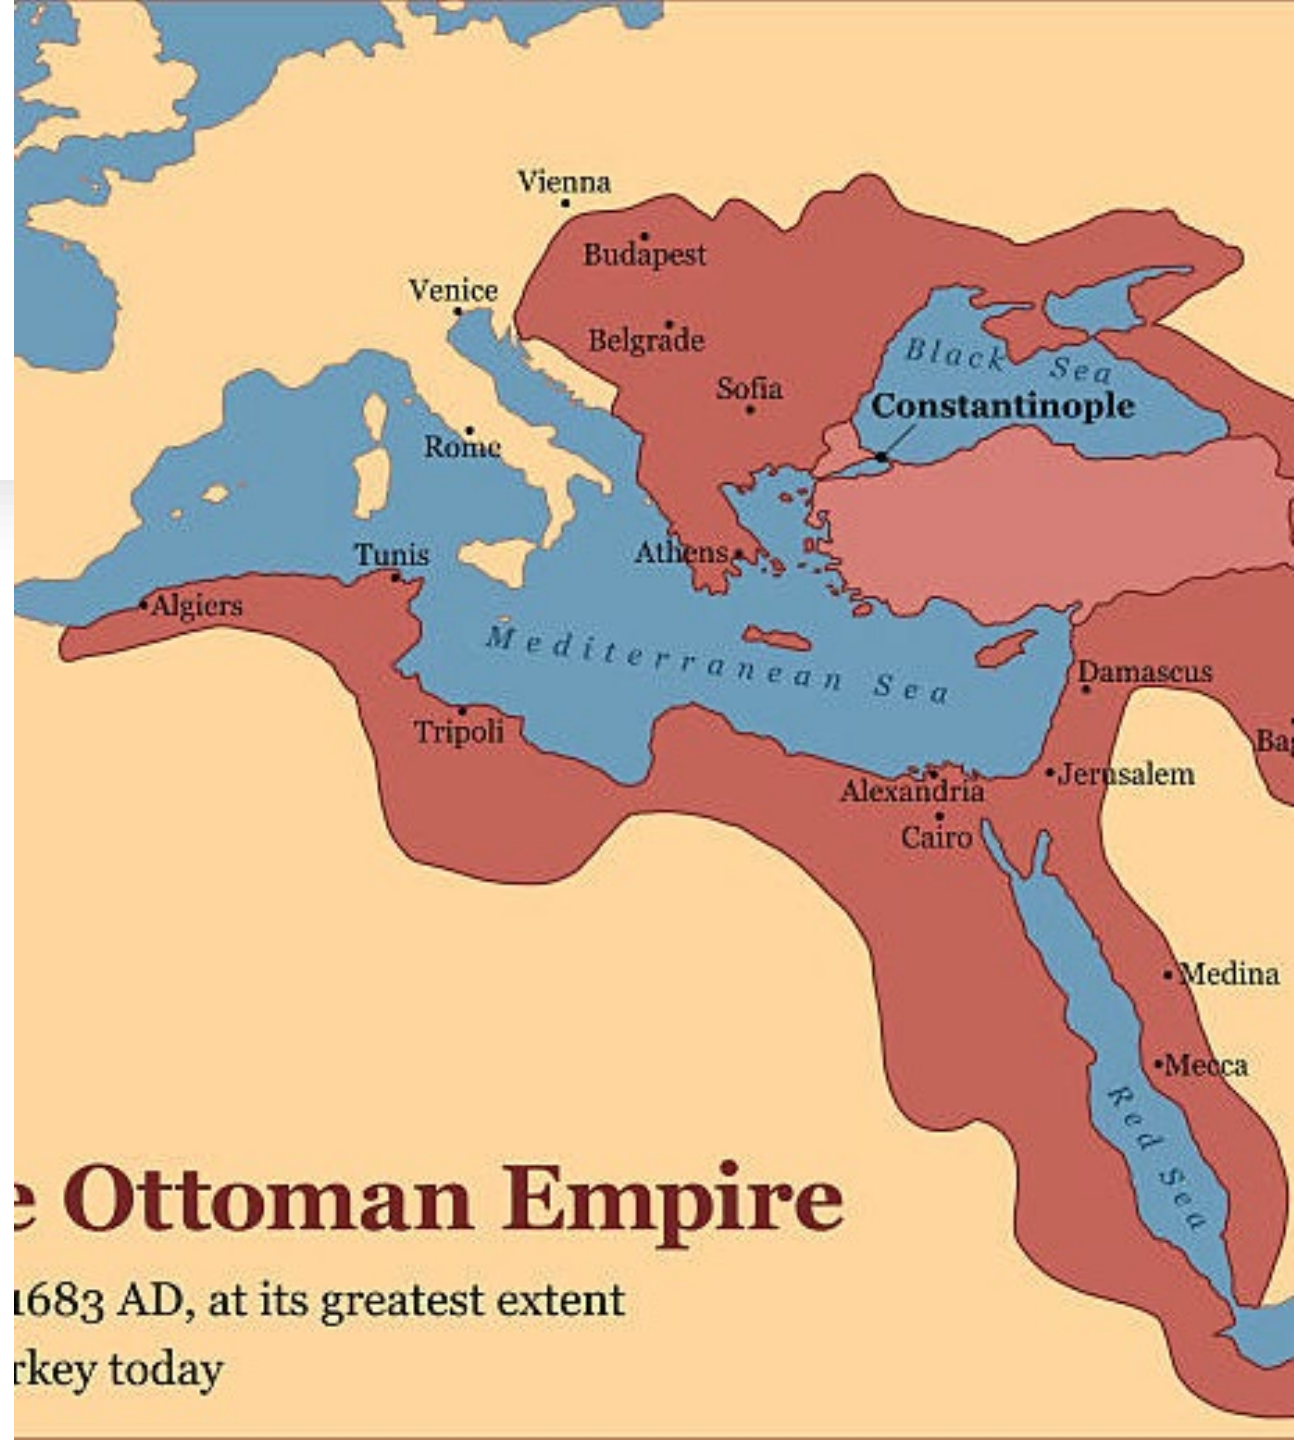 Vienna
Budapest
Venice
Belgrade
Black Sea
Sofia
Constantinople
Rome
Tunis
Athens
Algiers
Mediterranean Sea
Damascus
Tripoli
Bag
Jerusalem
Alexandria
Cairo
Medina
Mecca
Red Sea
e Ottoman Empire
1683 AD, at its greatest extent
rkey today